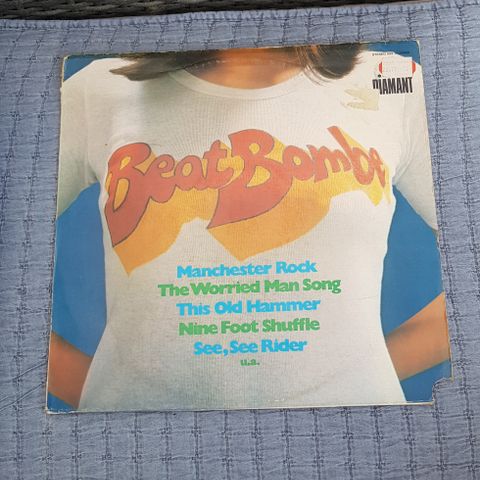 DIAMANT
Beat Bombe
Manchester Rock
The Worried Man Song
This Old Hammer
Nine Foot Shuffle
See, See Rider
u.a.